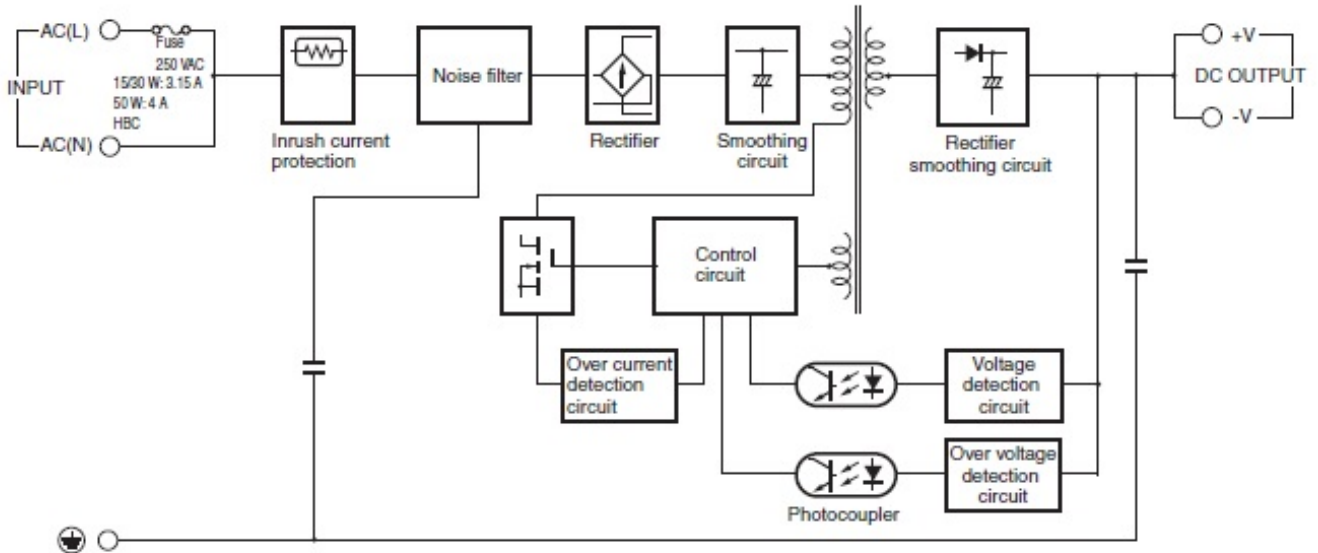 AC(L)
Fuse
250 VAC
15/30 W: 3.15 A
50 W: 4 A
HBC
INPUT
AC(N)
Inrush current
protection
Noise filter
Rectifier
Smoothing
circuit
Rectifier
smoothing circuit
+V
DC OUTPUT
-V
Control
circuit
Over current
detection
circuit
Voltage
detection
circuit
Over voltage
detection
circuit
Photocoupler